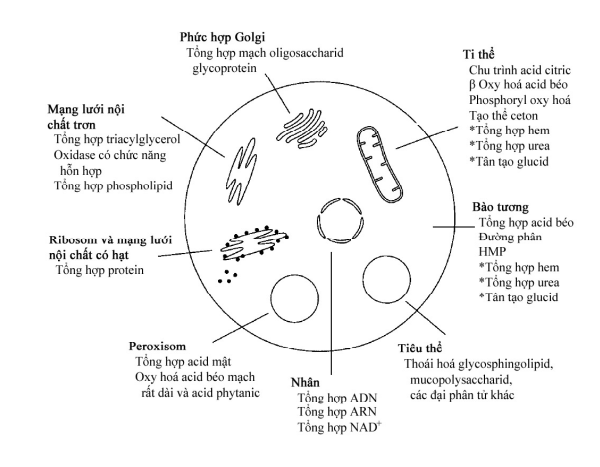 Phức hợp Golgi
Tổng hợp mạch oligosaccharid
glycoprotein
Ti thể
Chu trình acid citric
β Oxy hoá acid béo
Phosphoryl oxy hoá
Tạo thể ceton
*Tổng hợp hem
*Tổng hợp urea
*Tân tạo glucid
Mạng lưới nội
chất trơn
Tổng hợp triacylglycerol
Oxidase có chức năng
hỗn hợp
Tổng hợp phospholipid
Bào tương
Tổng hợp acid béo
Đường phân
HMP
*Tổng hợp hem
*Tổng hợp urea
*Tân tạo glucid
Ribosom và mạng lưới
nội chất có hạt
Tổng hợp protein
Peroxisom
Tổng hợp acid mật
Oxy hoá acid béo mạch
rất dài và acid phytanic
Nhân
Tổng hợp ADN
Tổng hợp ARN
Tổng hợp NAD⁺
Tiêu thể
Thoái hoá glycosphingolipid,
mucopolysaccharid,
các đại phân tử khác